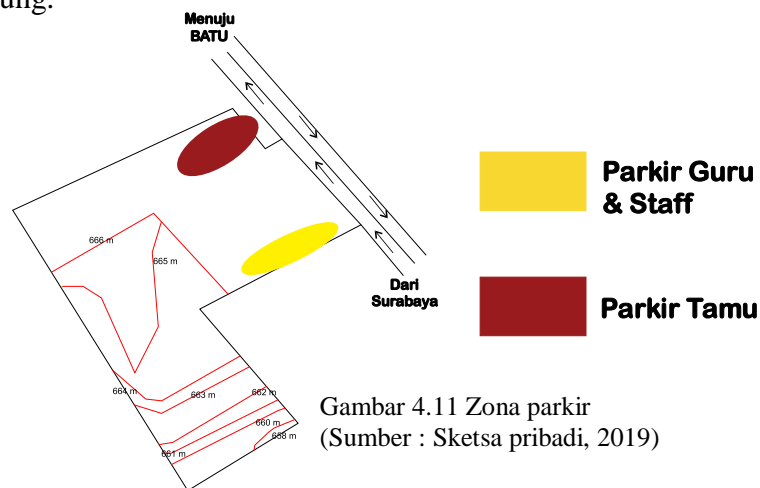 ung.
Menuju
BATU
Parkir Guru
& Staff
666 m
665 m
Dari
Surabaya
Parkir Tamu
664 m
663 m
662 m
660 m
658 m
661 m
Gambar 4.11 Zona parkir
(Sumber : Sketsa pribadi, 2019)